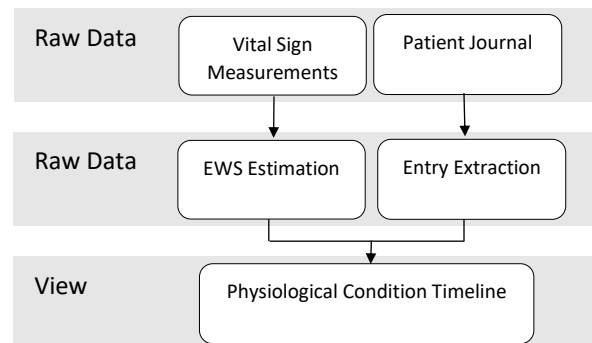 Raw Data
Vital Sign
Measurements
Patient Journal
Raw Data
EWS Estimation
Entry Extraction
View
Physiological Condition Timeline